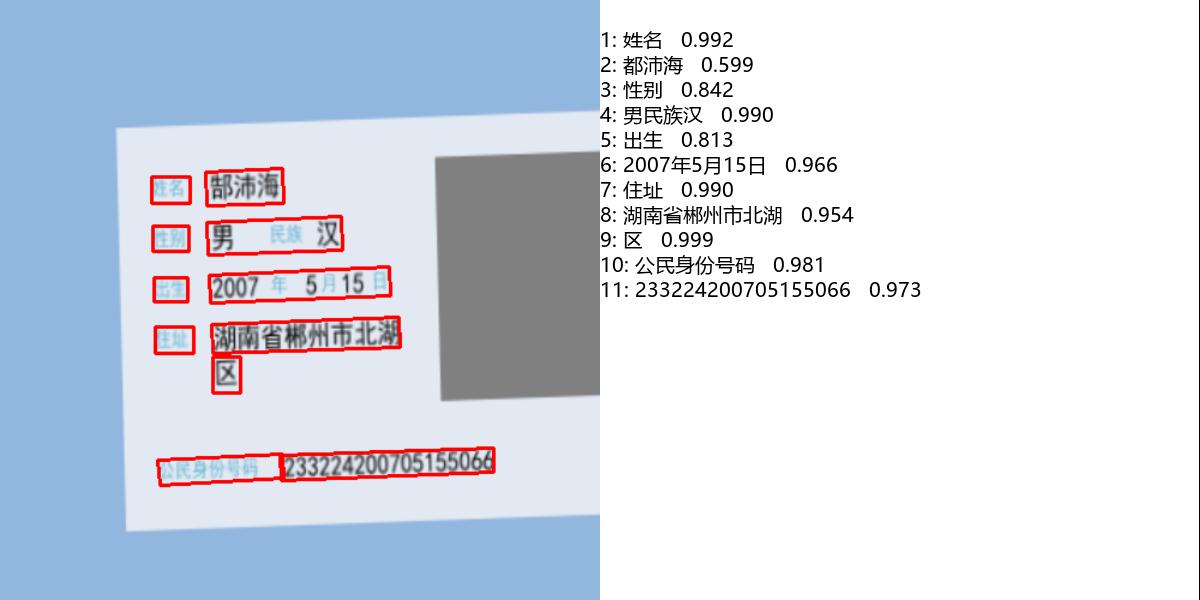 姓名 郜沛海
性别 男 民族 汉
出生 2007 年 5 月 15 日
住址 湖南省郴州市北湖
区
公民身份号码 233224200705155066
1: 姓名 0.992
2: 都沛海 0.599
3: 性别 0.842
4: 男民族汉 0.990
5: 出生 0.813
6: 2007年5月15日 0.966
7: 住址 0.990
8: 湖南省郴州市北湖 0.954
9: 区 0.999
10: 公民身份号码 0.981
11: 233224200705155066 0.973